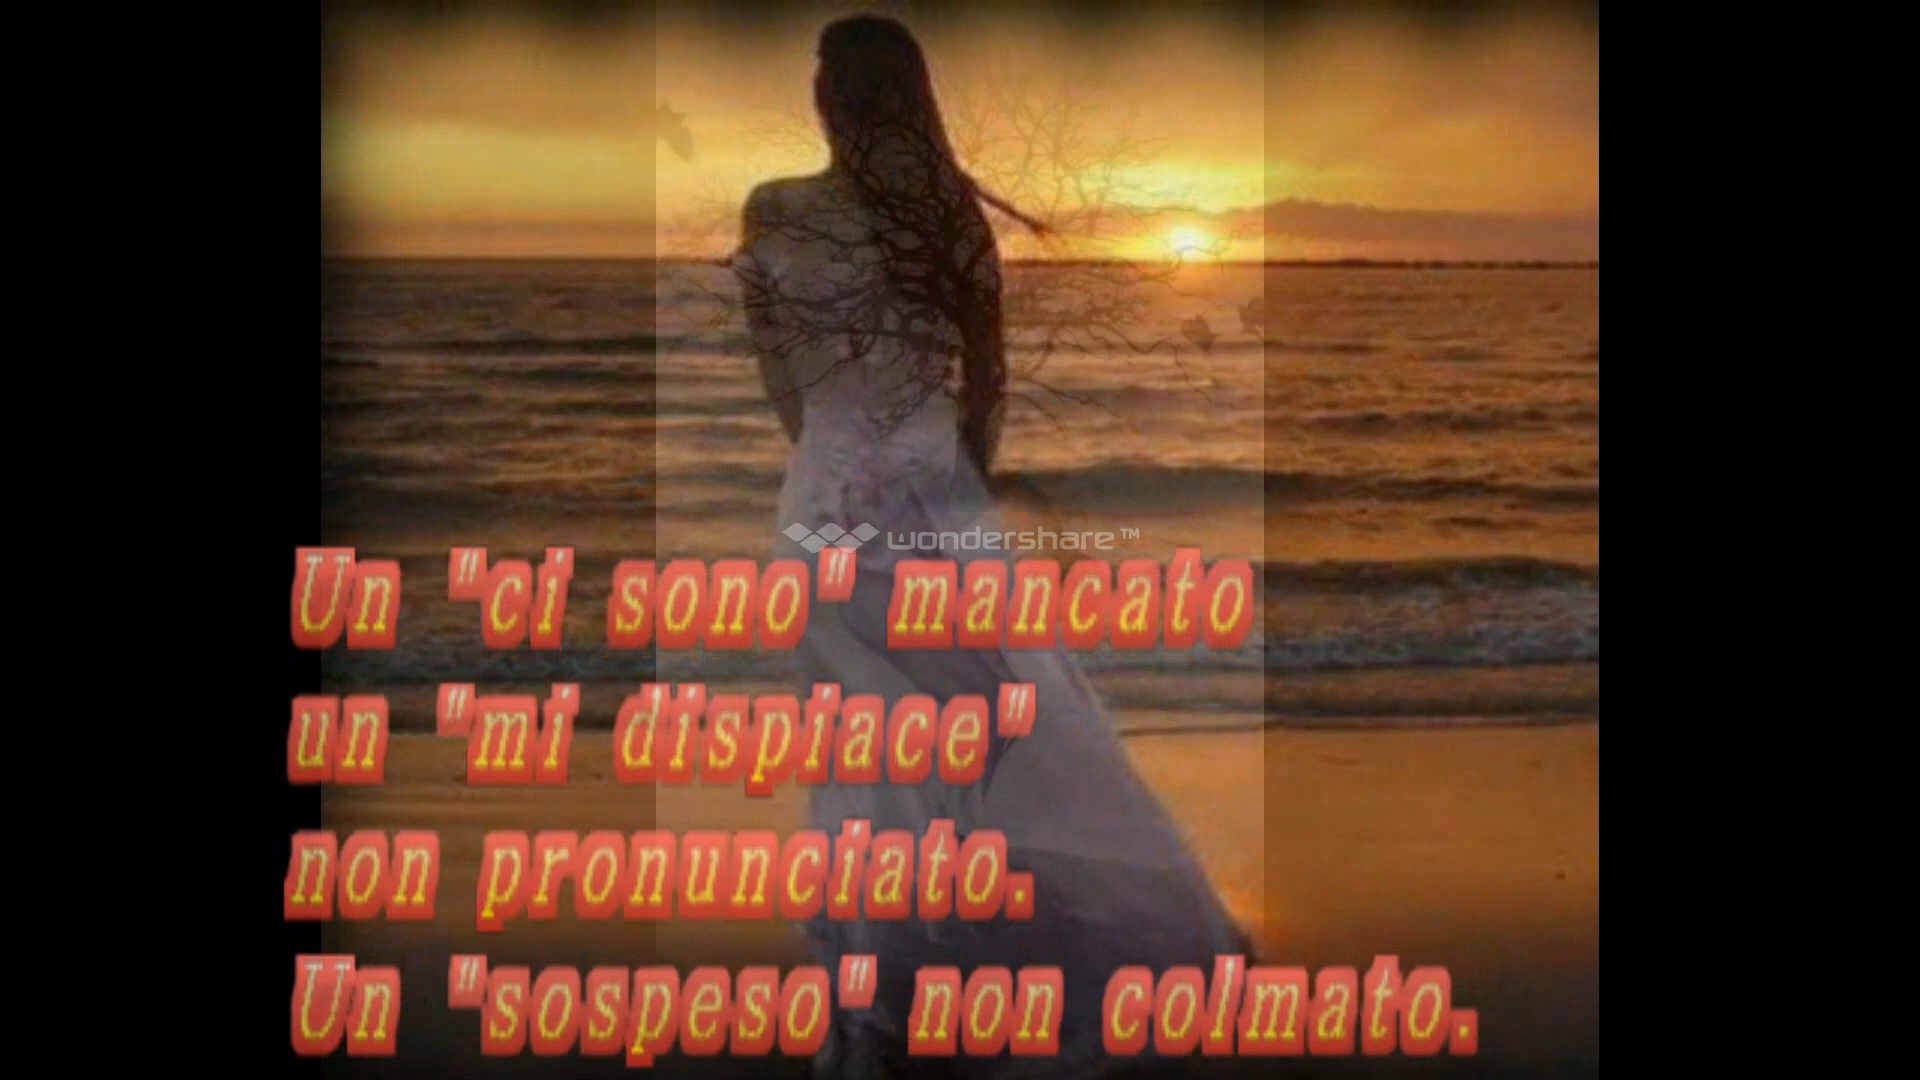 wondershare™
Un "ci sono" mancato
un "mi dispiace"
non pronunciato.
Un "sospeso" non colmato.